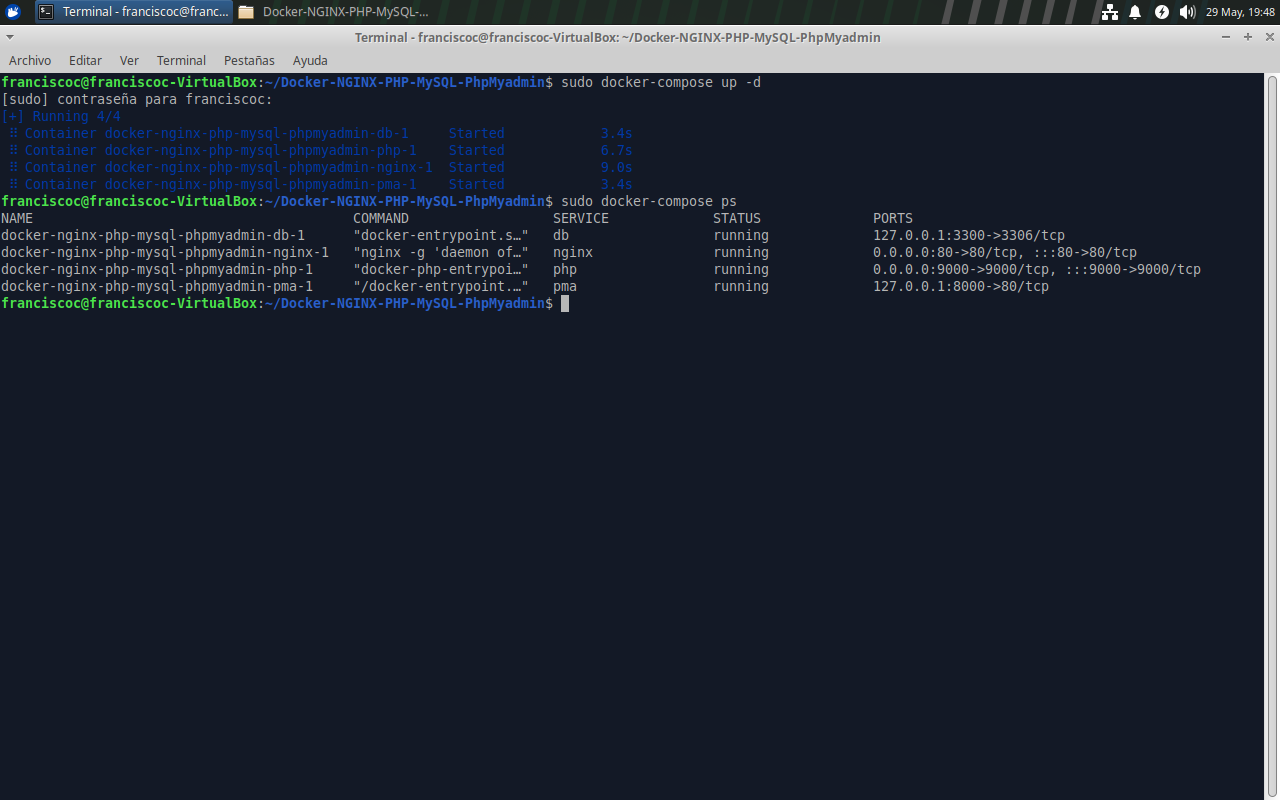 Terminal - franciscoc@franc... Docker-NGINX-PHP-MySQL-... 29 May, 19:48
Terminal - franciscoc@franciscoc-VirtualBox: ~/Docker-NGINX-PHP-MySQL-PhpMyadmin
Archivo Editar Ver Terminal Pestañas Ayuda
franciscoc@franciscoc-VirtualBox:~/Docker-NGINX-PHP-MySQL-PhpMyadmin$ sudo docker-compose up -d
[sudo] contraseña para franciscoc:
[+] Running 4/4
⠿ Container docker-nginx-php-mysql-phpmyadmin-db-1 Started 3.4s
⠿ Container docker-nginx-php-mysql-phpmyadmin-php-1 Started 6.7s
⠿ Container docker-nginx-php-mysql-phpmyadmin-nginx-1 Started 9.0s
⠿ Container docker-nginx-php-mysql-phpmyadmin-pma-1 Started 3.4s
franciscoc@franciscoc-VirtualBox:~/Docker-NGINX-PHP-MySQL-PhpMyadmin$ sudo docker-compose ps
NAME COMMAND SERVICE STATUS PORTS
docker-nginx-php-mysql-phpmyadmin-db-1 "docker-entrypoint.s…" db running 127.0.0.1:3300->3306/tcp
docker-nginx-php-mysql-phpmyadmin-nginx-1 "nginx -g 'daemon of…" nginx running 0.0.0.0:80->80/tcp, :::80->80/tcp
docker-nginx-php-mysql-phpmyadmin-php-1 "docker-php-entrypoi…" php running 0.0.0.0:9000->9000/tcp, :::9000->9000/tcp
docker-nginx-php-mysql-phpmyadmin-pma-1 "/docker-entrypoint.…" pma running 127.0.0.1:8000->80/tcp
franciscoc@franciscoc-VirtualBox:~/Docker-NGINX-PHP-MySQL-PhpMyadmin$